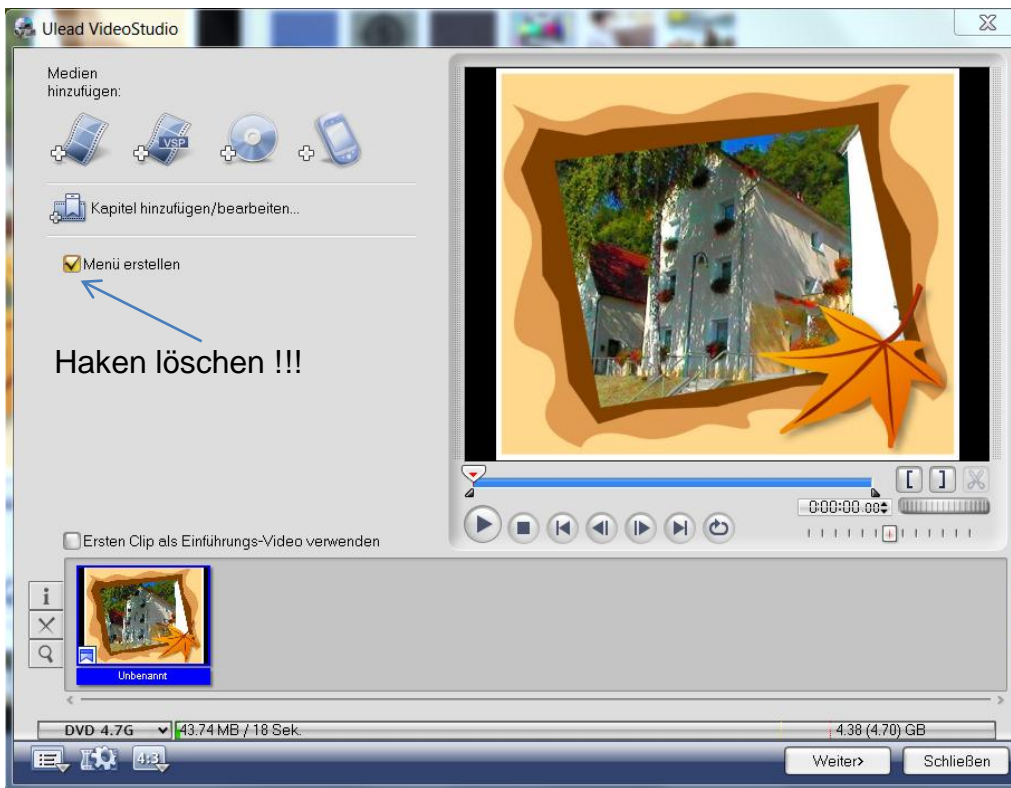 Ulead VideoStudio
Medien
hinzufügen:
VSP
Kapitel hinzufügen/bearbeiten...
Menü erstellen
Haken löschen !!!
[ ]
0:00:00.00
Ersten Clip als Einführungs-Video verwenden
i
Unbenannt
DVD 4.7G 43.74 MB / 18 Sek. 4.38 (4.70) GB
4:3 Weiter> Schließen